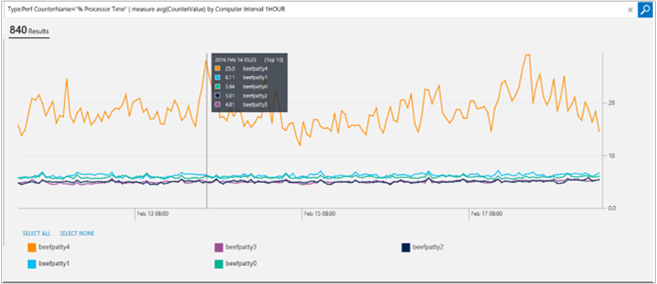 Type:Perf CounterName="% Processor Time" | measure avg(CounterValue) by Computer Interval 1HOUR
840 Results
2016 Feb 14 05:23 (Top 10)
25.0 beefpatty4
6.11 beefpatty1
5.84 beefpatty0
5.01 beefpatty2
4.81 beefpatty3
20
10
0.0
Feb 13 08:00 Feb 15 08:00 Feb 17 08:00
SELECT ALL SELECT NONE
beefpatty4 beefpatty3 beefpatty2
beefpatty1 beefpatty0